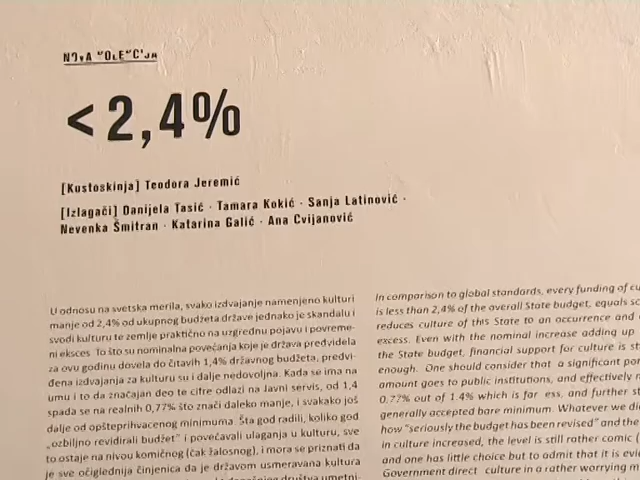 <2,4%
[Kustoskinja] Teodora Jeremić
[Izlagači] Danijela Tasić · Tamara Kokić · Sanja Latinović ·
Nevenka Šmitran · Katarina Galić · Ana Cvijanović
U odnosu na svetska merila, svako izdvajanje namenjeno kulturi
manje od 2,4% od ukupnog budžeta države jednako je skandalu i
svodi kulturu te zemlje praktično na uzgrednu pojavu i povreme-
ni eksces. To što su nominalna povećanja koje je država predvidela
za ovu godinu dovela do čitavih 1,4% državnog budžeta, predvi-
đena izdvajanja za kulturu su i dalje nedovoljna. Kada se ima na
umu i to da značajan deo te cifre odlazi na Javni servis, od 1,4
spada se na realnih 0,77% što znači daleko manje, i svakako još
dalje od opšteprihvaćenog minimuma. Šta god radili, koliko god
„ozbiljno revidirali budžet“ i povećavali ulaganja u kulturu, sve
to ostaje na nivou komičnog (čak žalosnog), i mora se priznati da
je sve očiglednija činjenica da je državom usmeravana kultura
In comparison to global standards, every funding of
is less than 2,4% of the overall State budget, equals
reduces culture of this State to an occurrence and
excess. Even with the nominal increase adding up
the State budget, financial support for culture is
enough. One should consider that a significant
amount goes to public institutions, and effectively
0.77% out of 1.4% which is far ess, and further
generally accepted bare minimum. Whatever we
how "seriously the budget has been revised" and the
in culture increased, the level is still rather comic
and one has little choice but to admit that it is
Government direct culture in a rather worrying